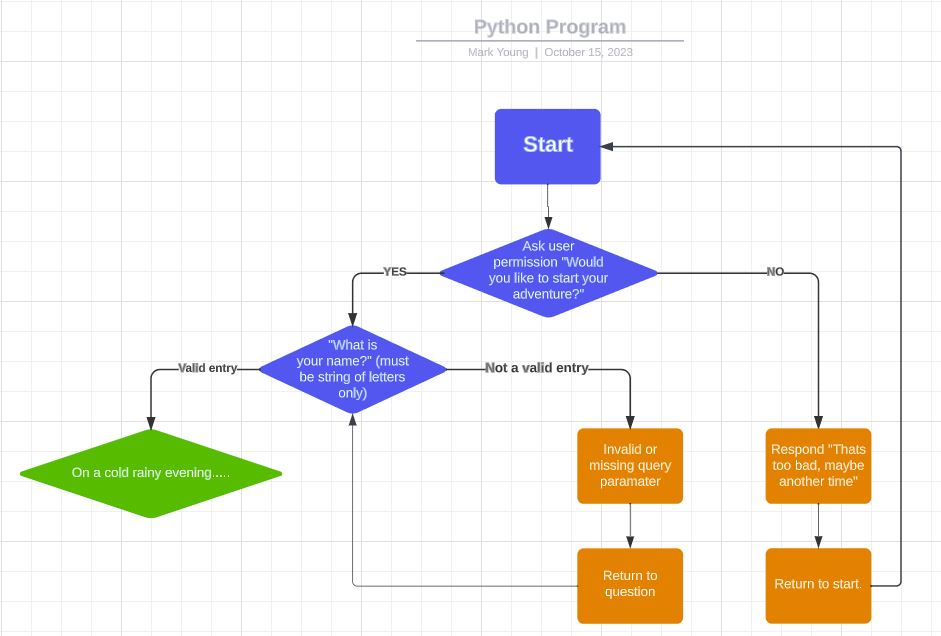 Python Program
Mark Young | October 15, 2023
Start
Ask user
permission "Would
you like to start your
adventure?"
YES
NO
"What is
your name?" (must
be string of letters
only)
Valid entry
Not a valid entry
On a cold rainy evening.....
Invalid or
missing query
paramater
Respond "Thats
too bad, maybe
another time"
Return to
question
Return to start.